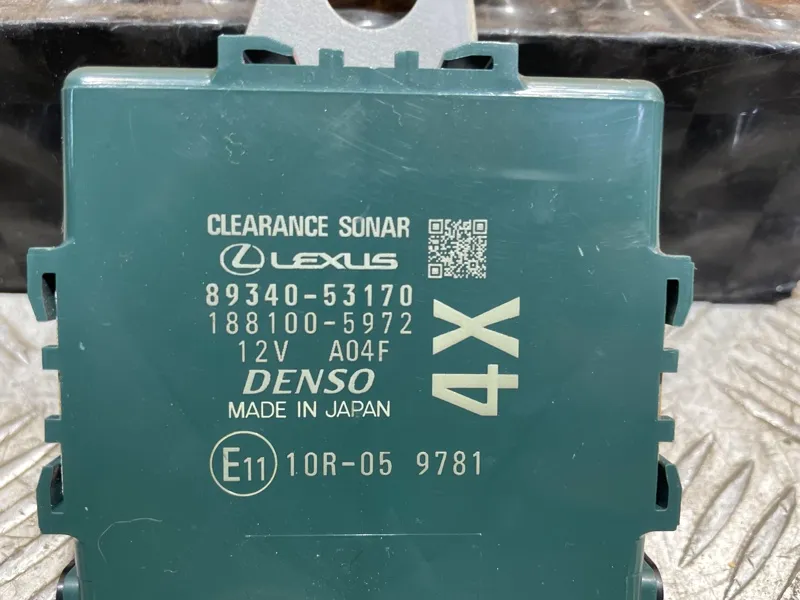 CLEARANCE SONAR
LEXUS
89340-53170
188100-5972
12V A04F
DENSO
MADE IN JAPAN
4X
E11 10R-05 9781